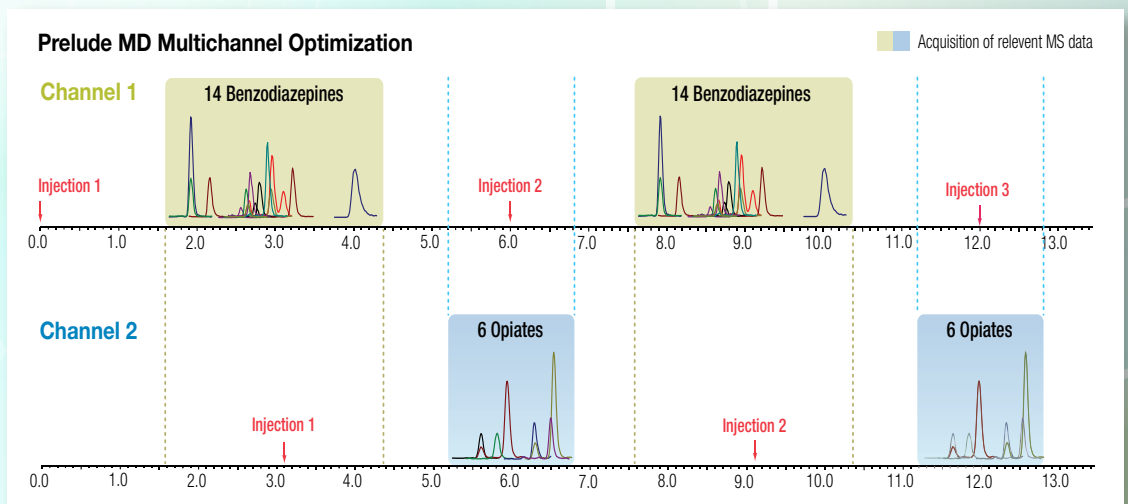 Prelude MD Multichannel Optimization
Acquisition of relevent MS data
Channel 1
14 Benzodiazepines
14 Benzodiazepines
Injection 1
Injection 2
Injection 3
0.0 1.0 2.0 3.0 4.0 5.0 6.0 7.0 8.0 9.0 10.0 11.0 12.0 13.0
Channel 2
6 Opiates
6 Opiates
Injection 1
Injection 2
0.0 1.0 2.0 3.0 4.0 5.0 6.0 7.0 8.0 9.0 10.0 11.0 12.0 13.0